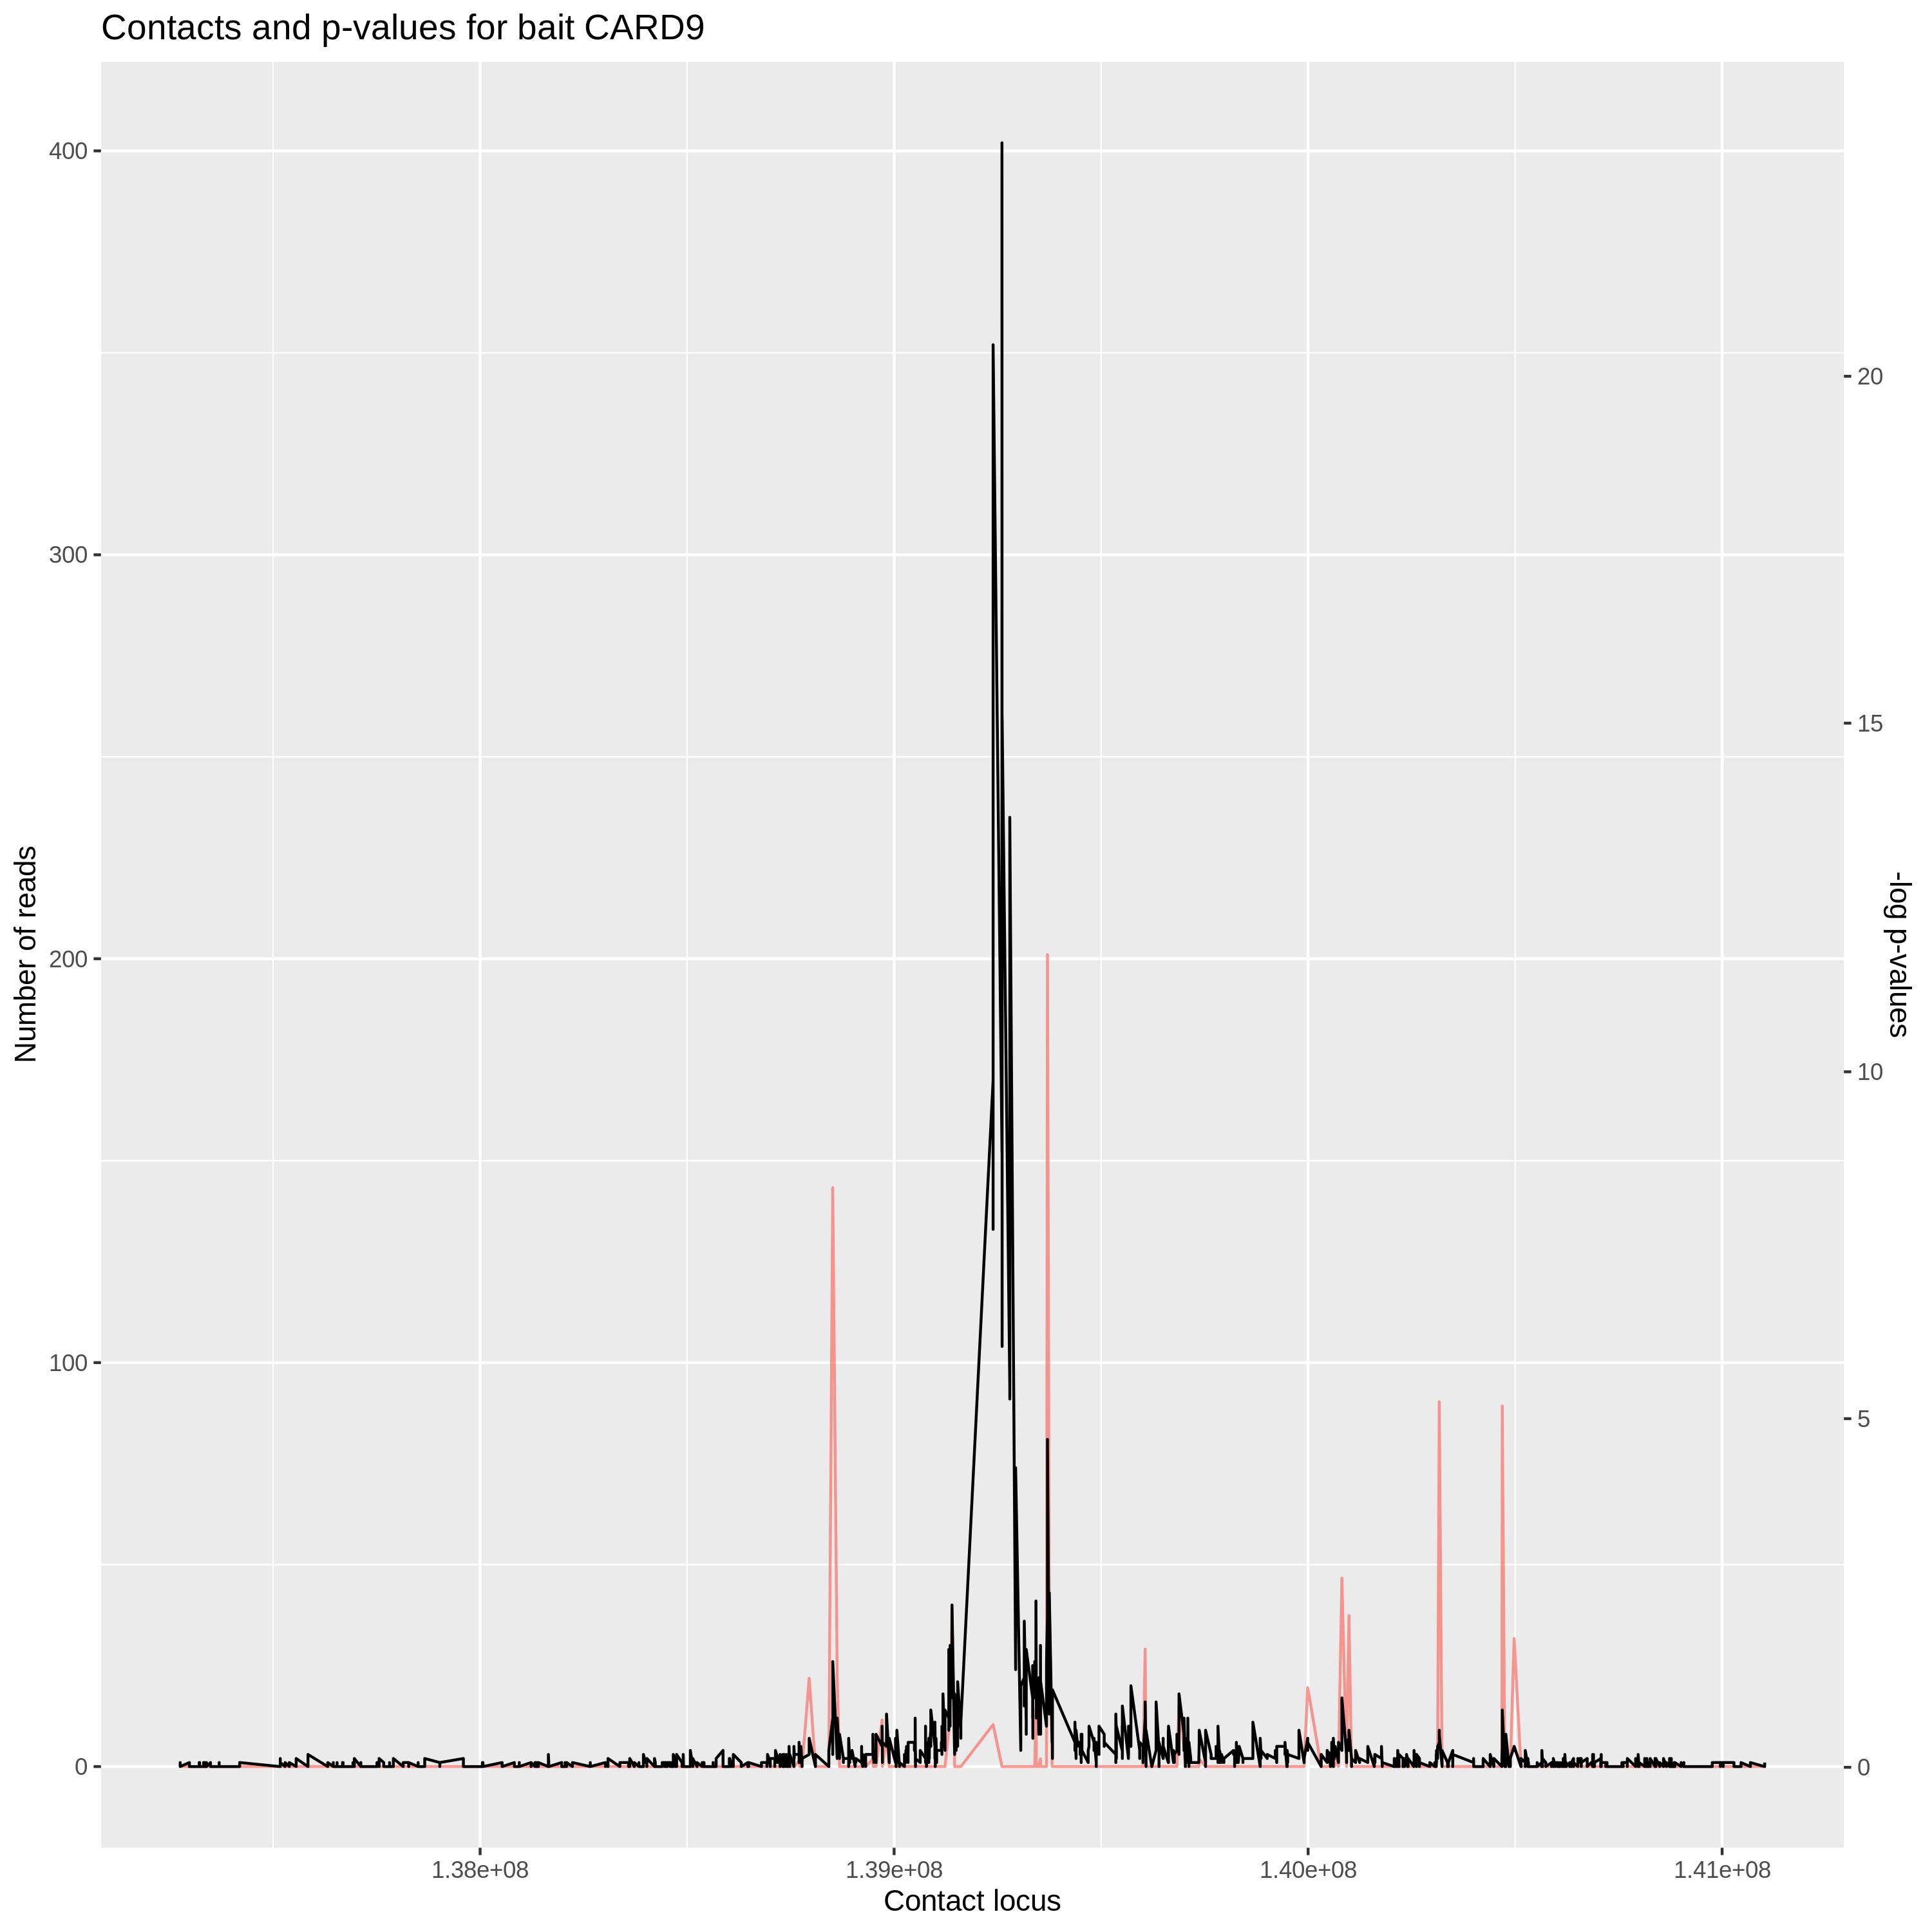 Contacts and p-values for bait CARD9
400
300
200
100
0
Number of reads
20
15
10
5
0
-log p-values
1.38e+08
1.39e+08
1.40e+08
1.41e+08
Contact locus